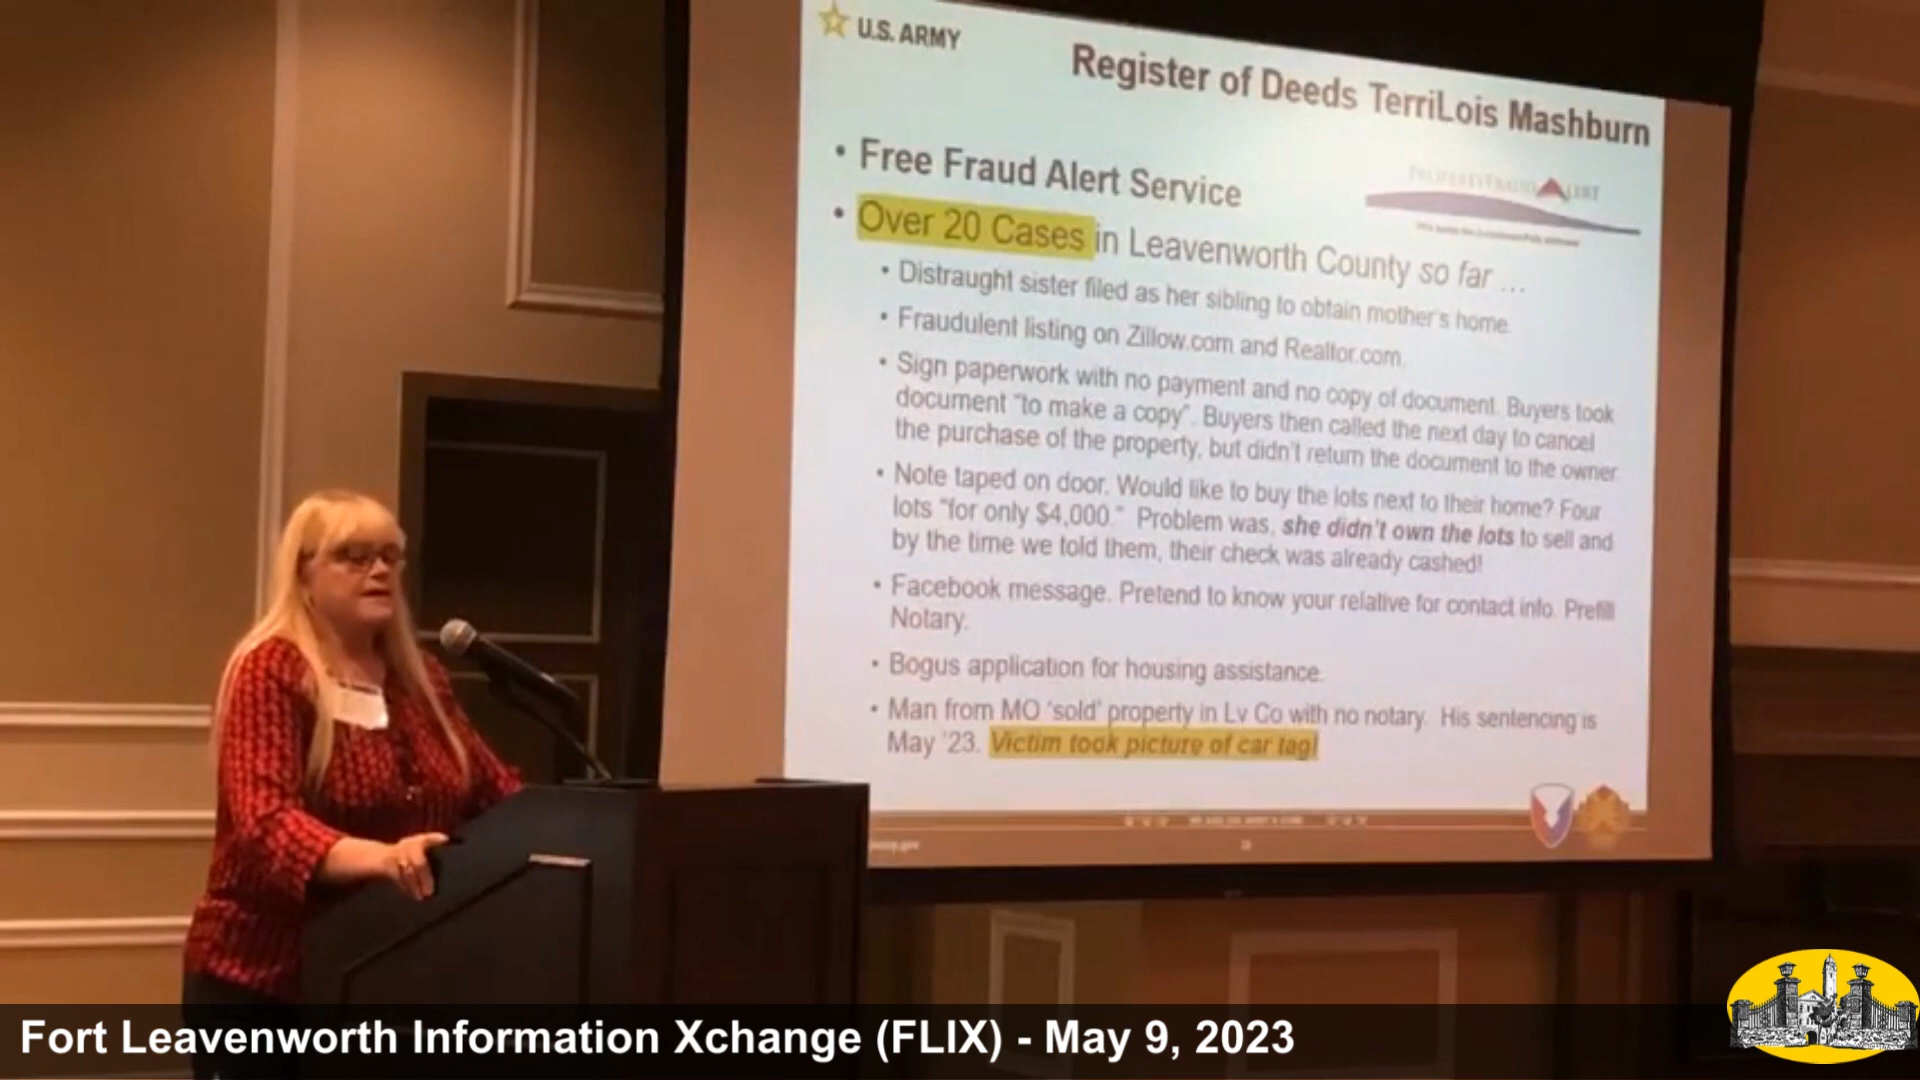 U.S. ARMY
Register of Deeds TerriLois Mashburn
• Free Fraud Alert Service
PROPERTYFRAUDALERT
• Over 20 Cases in Leavenworth County so far ...
• Distraught sister filed as her sibling to obtain mother's home.
• Fraudulent listing on Zillow.com and Realtor.com.
• Sign paperwork with no payment and no copy of document. Buyers took
document "to make a copy". Buyers then called the next day to cancel
the purchase of the property, but didn't return the document to the owner
• Note taped on door. Would like to buy the lots next to their home? Four
lots "for only $4,000." Problem was, she didn't own the lots to sell and
by the time we told them, their check was already cashed!
• Facebook message. Pretend to know your relative for contact info. Prefill
Notary.
• Bogus application for housing assistance.
• Man from MO 'sold' property in Lv Co with no notary. His sentencing is
May '23. Victim took picture of car tag!
Fort Leavenworth Information Xchange (FLIX) - May 9, 2023